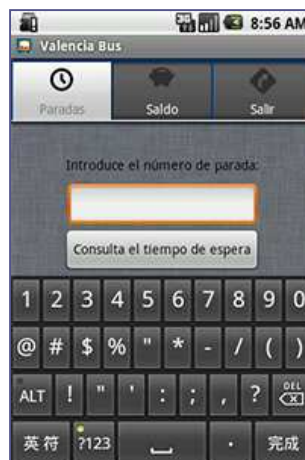 3G 8:56 AM
Valencia Bus
Paradas Saldo Salir
Introduce el número de parada:
Consulta el tiempo de espera
1 2 3 4 5 6 7 8 9 0
@ # $ % " * - / ( )
ALT ! " ' : ; , ?
英符 ?123 . 完成